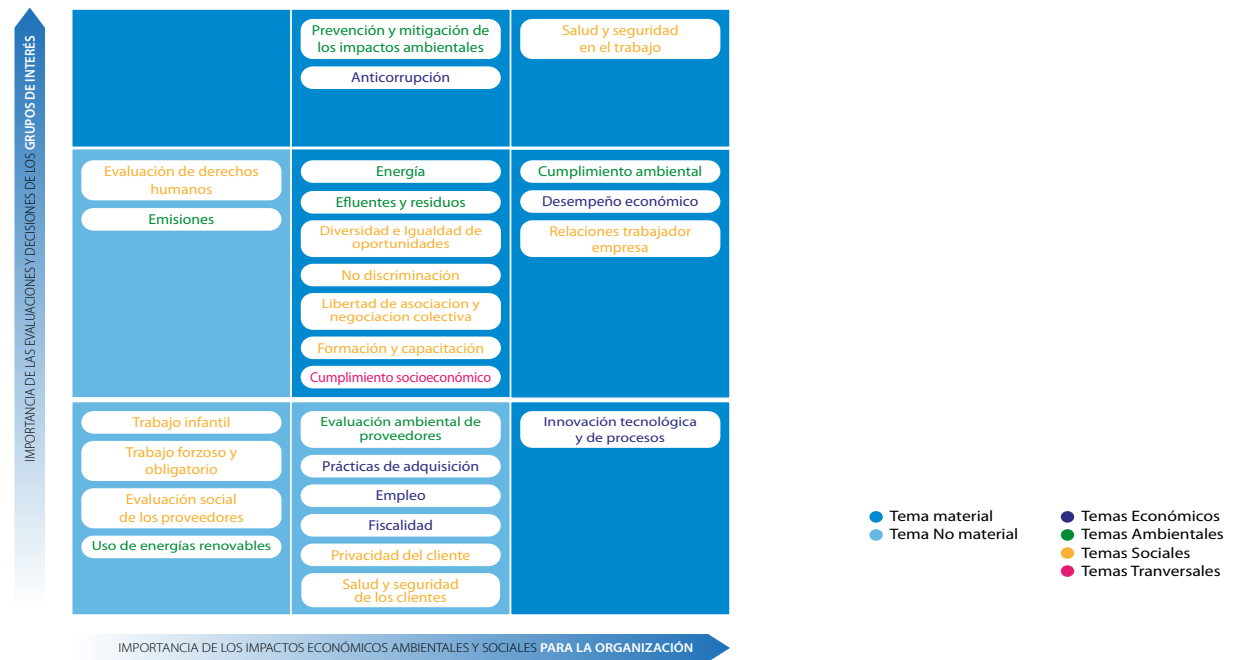 IMPORTANCIA DE LAS EVALUACIONES Y DECISIONES DE LOS GRUPOS DE INTERÉS
Prevención y mitigación de
los impactos ambientales
Anticorrupción
Salud y seguridad
en el trabajo
Evaluación de derechos
humanos
Emisiones
Energía
Efluentes y residuos
Diversidad e Igualdad de
oportunidades
No discriminación
Libertad de asociacion y
negociacion colectiva
Formación y capacitación
Cumplimiento socioeconómico
Cumplimiento ambiental
Desempeño económico
Relaciones trabajador
empresa
Trabajo infantil
Trabajo forzoso y
obligatorio
Evaluación social
de los proveedores
Uso de energías renovables
Evaluación ambiental de
proveedores
Prácticas de adquisición
Empleo
Fiscalidad
Privacidad del cliente
Salud y seguridad
de los clientes
Innovación tecnológica
y de procesos
IMPORTANCIA DE LOS IMPACTOS ECONÓMICOS AMBIENTALES Y SOCIALES PARA LA ORGANIZACIÓN
Tema material
Tema No material
Temas Económicos
Temas Ambientales
Temas Sociales
Temas Tranversales